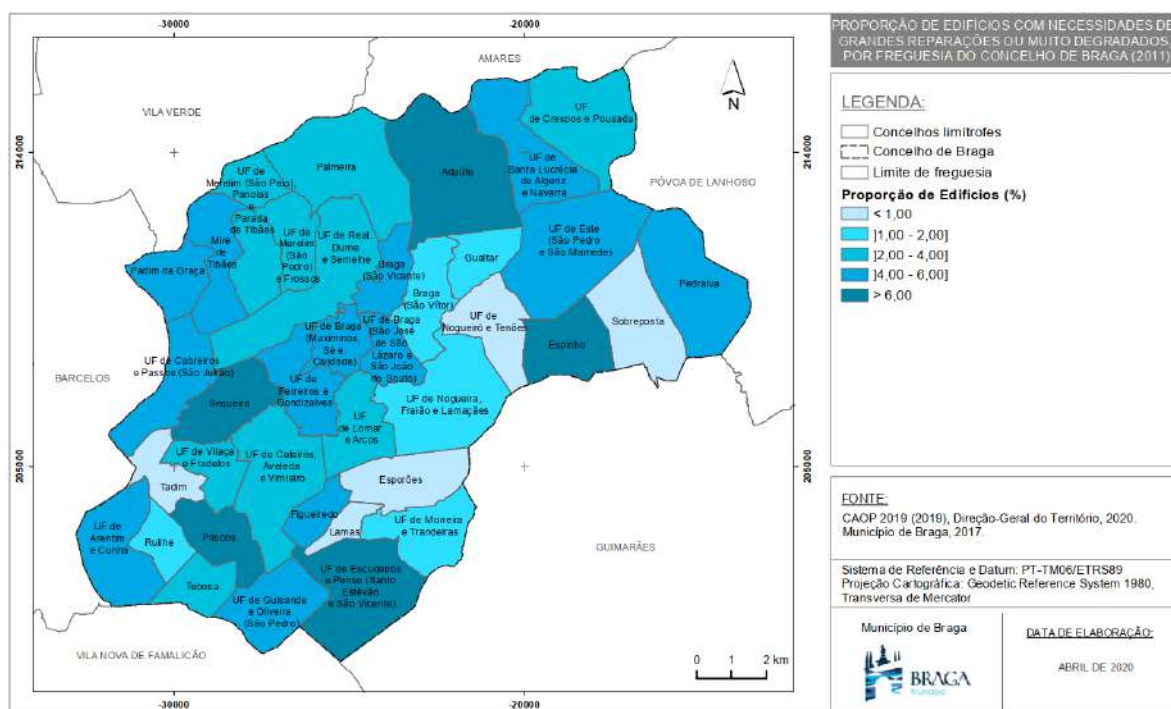 -30000
-20000
PROPORÇÃO DE EDIFÍCIOS COM NECESSIDADES DE
GRANDES REPARAÇÕES OU MUITO DEGRADADOS
POR FREGUESIA DO CONCELHO DE BRAGA (2011)
LEGENDA:
Concelhos limítrofes
Concelho de Braga
Limite de freguesia
Proporção de Edifícios (%)
< 1,00
]1,00 - 2,00]
]2,00 - 4,00]
]4,00 - 6,00]
> 6,00
FONTE:
CAOP 2019 (2019), Direção-Geral do Território, 2020.
Município de Braga, 2017.
Sistema de Referência e Datum: PT-TM06/ETRS89
Projeção Cartográfica: Geodetic Reference System 1980,
Transversa de Mercator
Município de Braga
BRAGA
Município
DATA DE ELABORAÇÃO:
ABRIL DE 2020
AMARES
VILA VERDE
PÓVOA DE LANHOSO
BARCELOS
GUIMARÃES
VILA NOVA DE FAMALICÃO
N
214000
214000
205000
205000
UF
de Crespos e Pousada
UF de
Santa Lucrécia
de Algeriz
e Navarra
Adaúfe
Palmeira
UF de
Merelim (São Paio),
Panoias
e
Parada
de Tibães
Mire
de
Tibães
Padim da Graça
UF de
Merelim
(São
Pedro)
e Frossos
UF de Real,
Dume
e Semelhe
Braga
(São Vicente)
Gualtar
Braga
(São Vítor)
UF de Este
(São Pedro
e São Mamede)
Pedralva
Sobreposta
Espinho
UF de
Nogueiró e Tenões
UF de Braga
(Maximinos,
Sé e
Cividade)
UF de Braga
(São José
de São
Lázaro e
São João
do Souto)
UF de Cabreiros
e Passos (São Julião)
Sequeira
UF de
Ferreiros e
Gondizalves
UF de Nogueira,
Fraião e Lamaçães
UF
de Lomar
e Arcos
UF de Vilaça
e Fradelos
UF de Celeirós,
Aveleda
e Vimieiro
Tadim
Esporões
Figueiredo
Lamas
UF de Morreira
e Trandeiras
UF de
Arentim
e Cunha
Ruilhe
Priscos
Tebosa
UF de Guisande
e Oliveira
(São Pedro)
UF de Escudeiros
e Penso (Santo
Estêvão
e São Vicente)
0 1 2 km
-30000
-20000